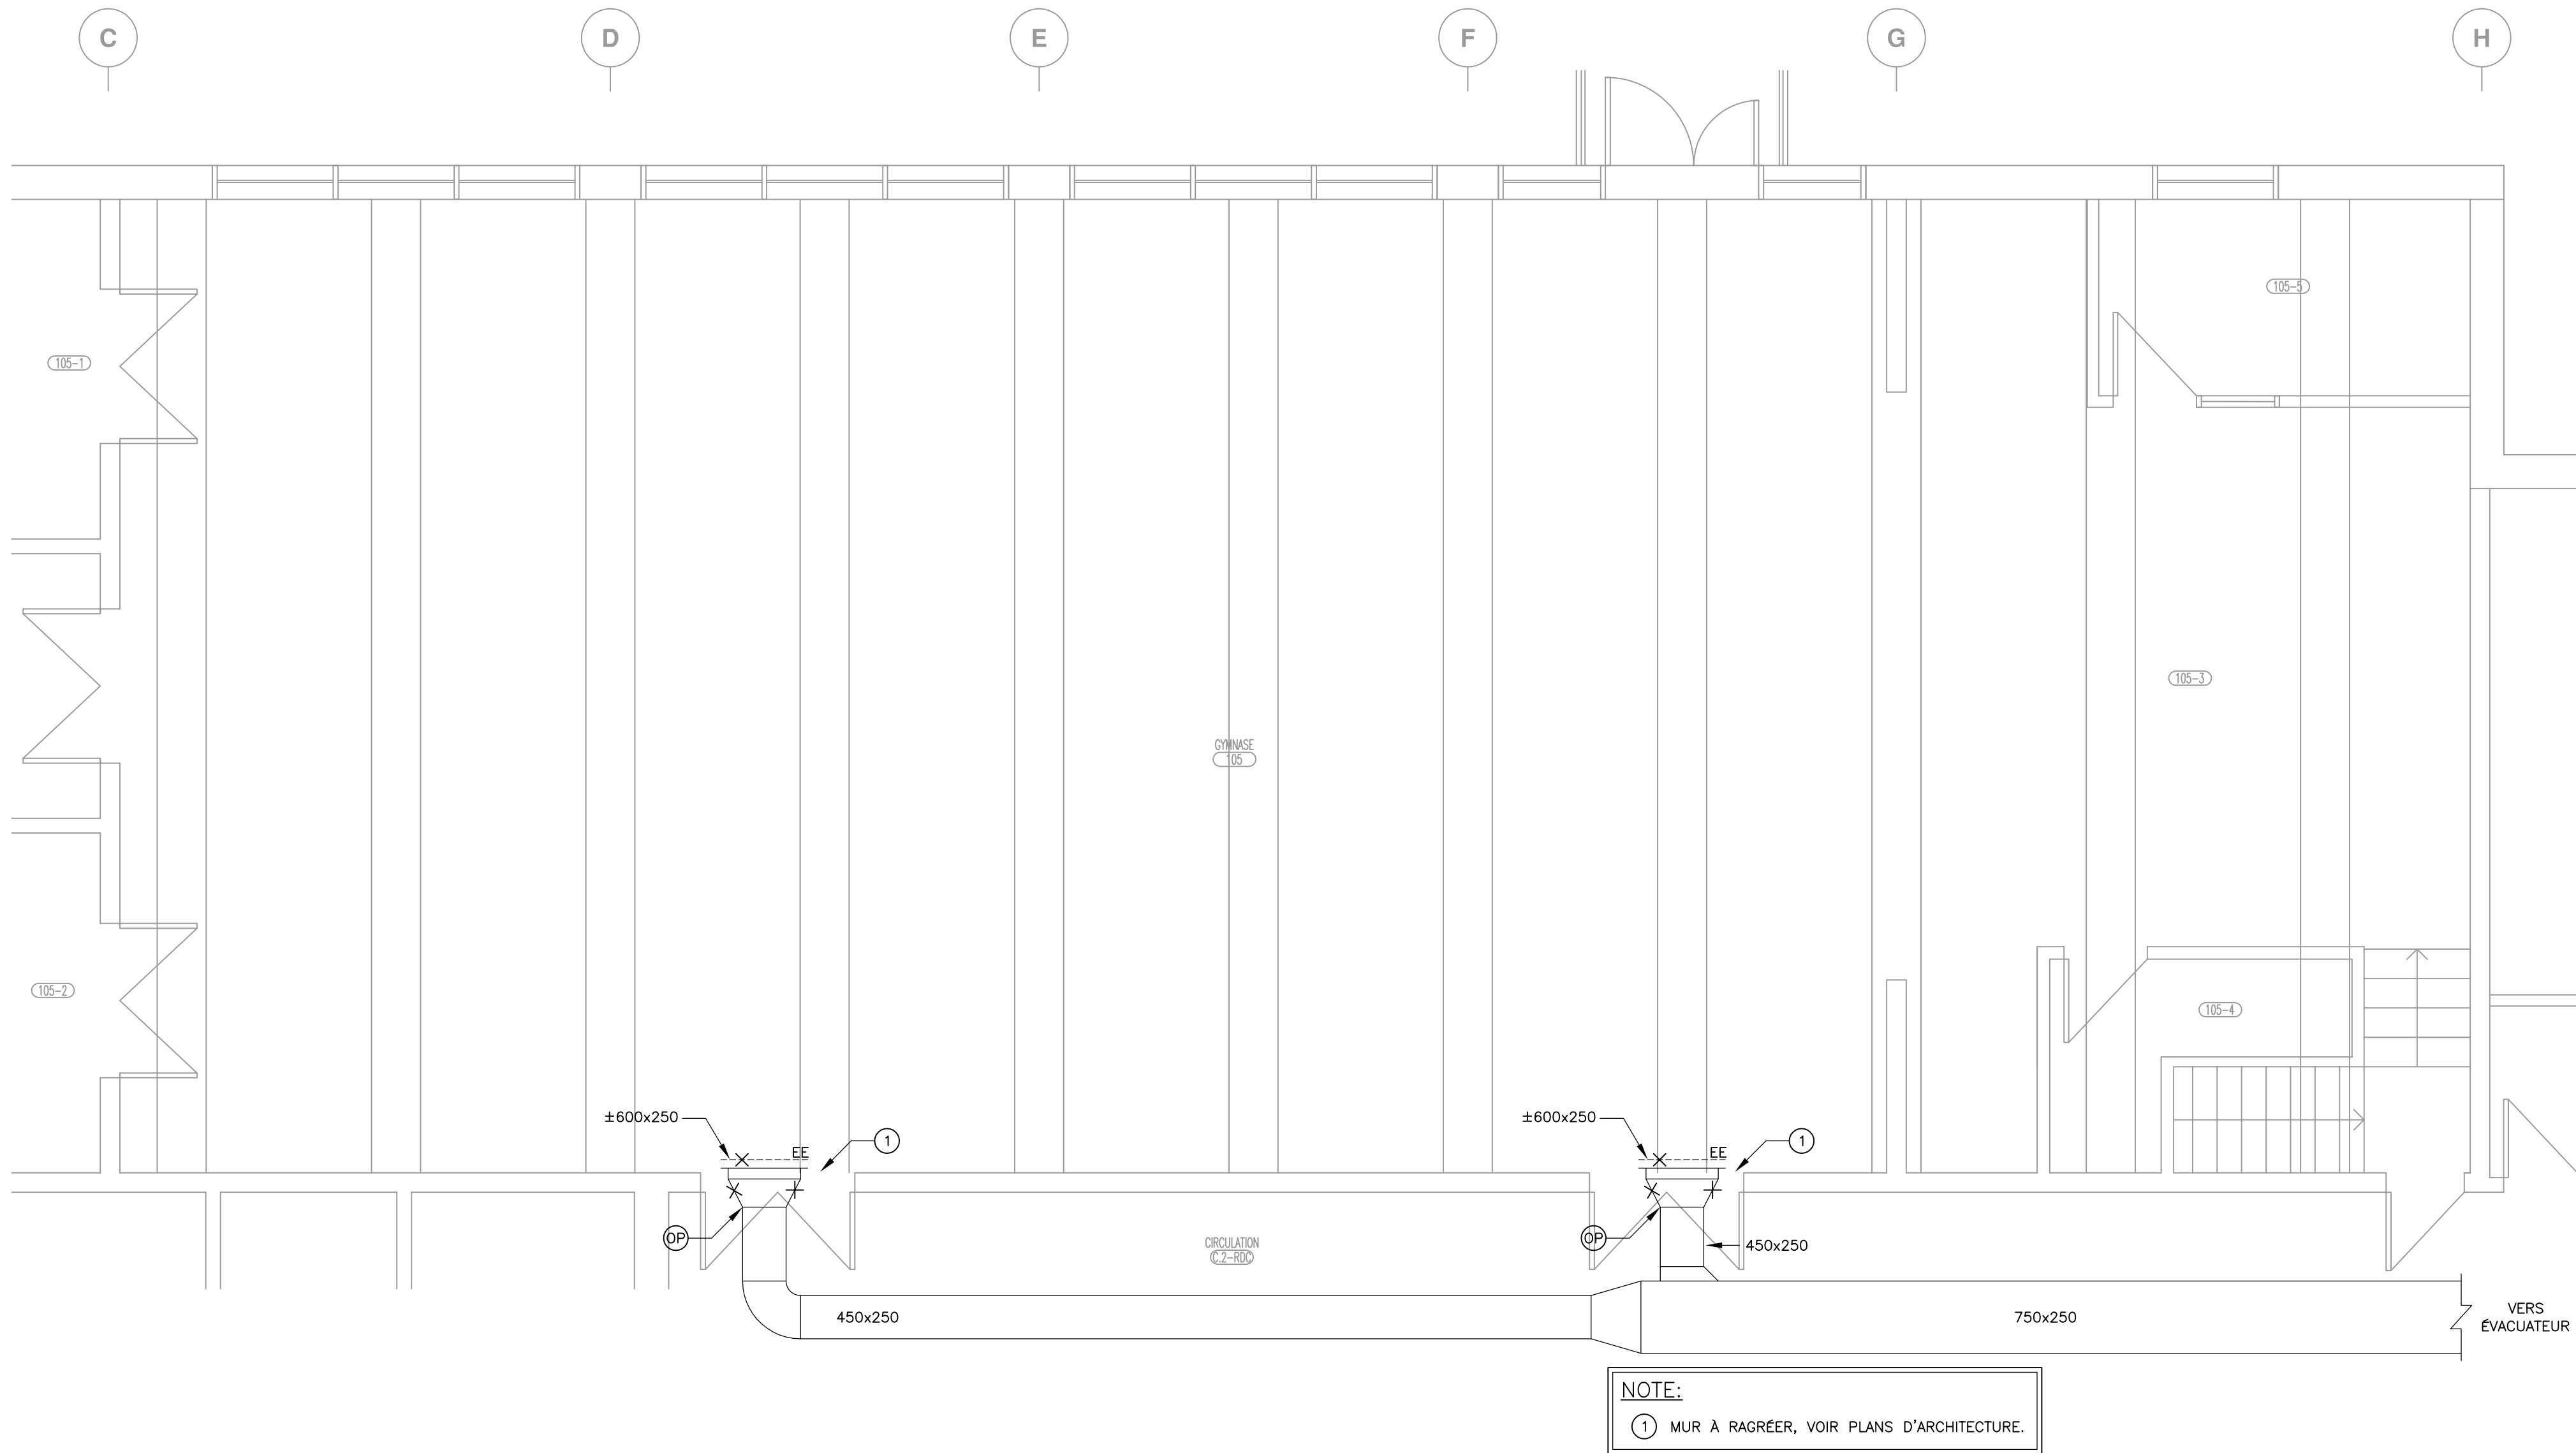 C
D
E
F
G
H
105-5
105-1
105-3
GYMNASE
105
105-2
105-4
±600x250
EE
1
±600x250
EE
1
OP
CIRCULATION
C.2-RDC
OP
450x250
450x250
750x250
VERS
ÉVACUATEUR
NOTE:
1 MUR À RAGRÉER, VOIR PLANS D'ARCHITECTURE.